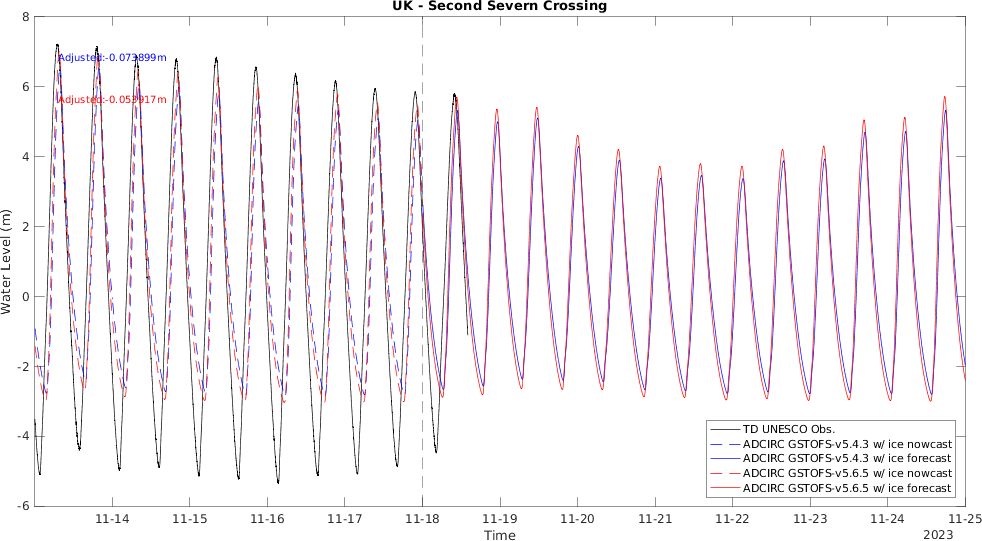 UK - Second Severn Crossing
8
6
4
2
0
-2
-4
-6
Water Level (m)
Adjusted:-0.073899m
Adjusted:-0.053917m
TD UNESCO Obs.
ADCIRC GSTOFS-v5.4.3 w/ ice nowcast
ADCIRC GSTOFS-v5.4.3 w/ ice forecast
ADCIRC GSTOFS-v5.6.5 w/ ice nowcast
ADCIRC GSTOFS-v5.6.5 w/ ice forecast
11-14 11-15 11-16 11-17 11-18 11-19 11-20 11-21 11-22 11-23 11-24 11-25
Time
2023